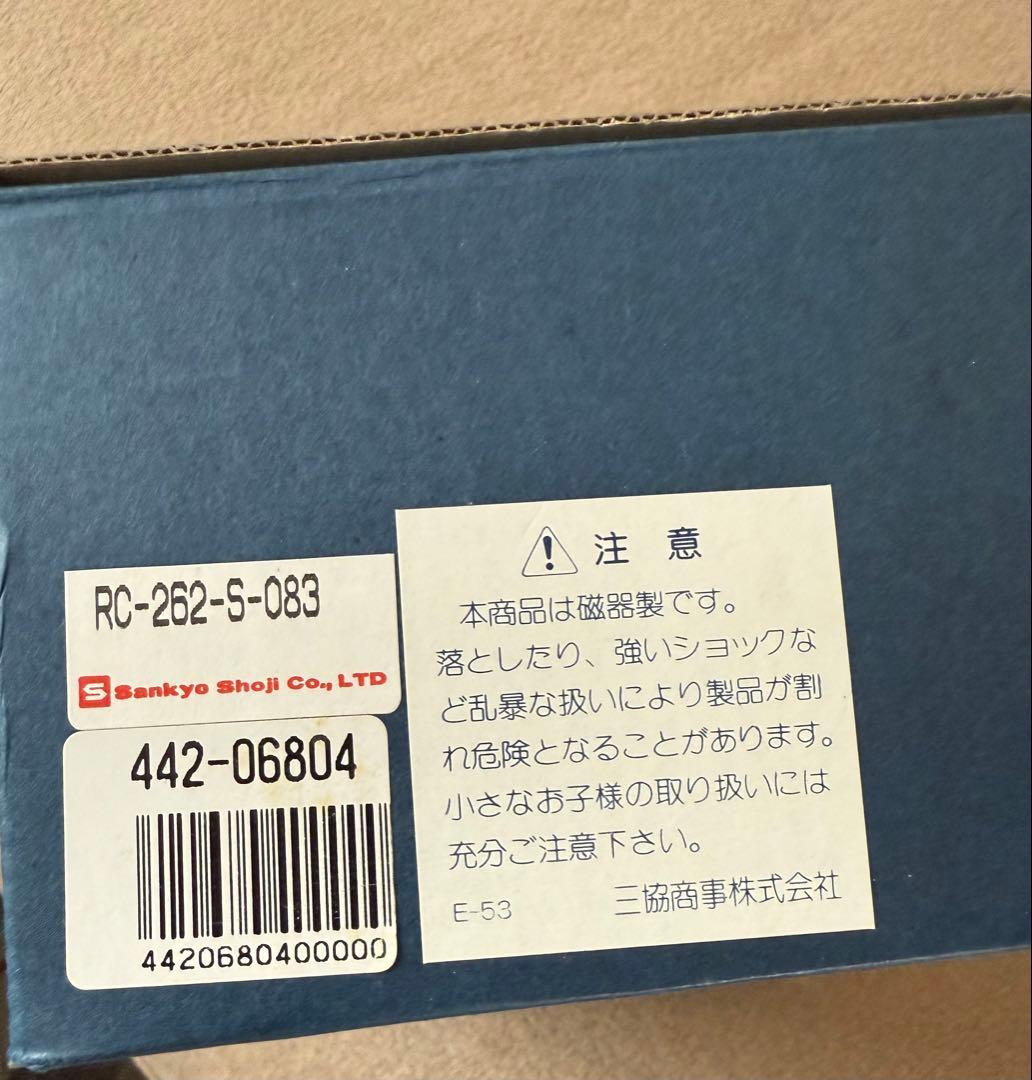 RC-262-S-083
S Sankyo Shoji Co., LTD
442-06804
4420680400000
注 意
本商品は磁器製です。
落としたり、強いショックな
ど乱暴な扱いにより製品が割
れ危険となることがあります。
小さなお子様の取り扱いには
充分ご注意下さい。
E-53 三協商事株式会社